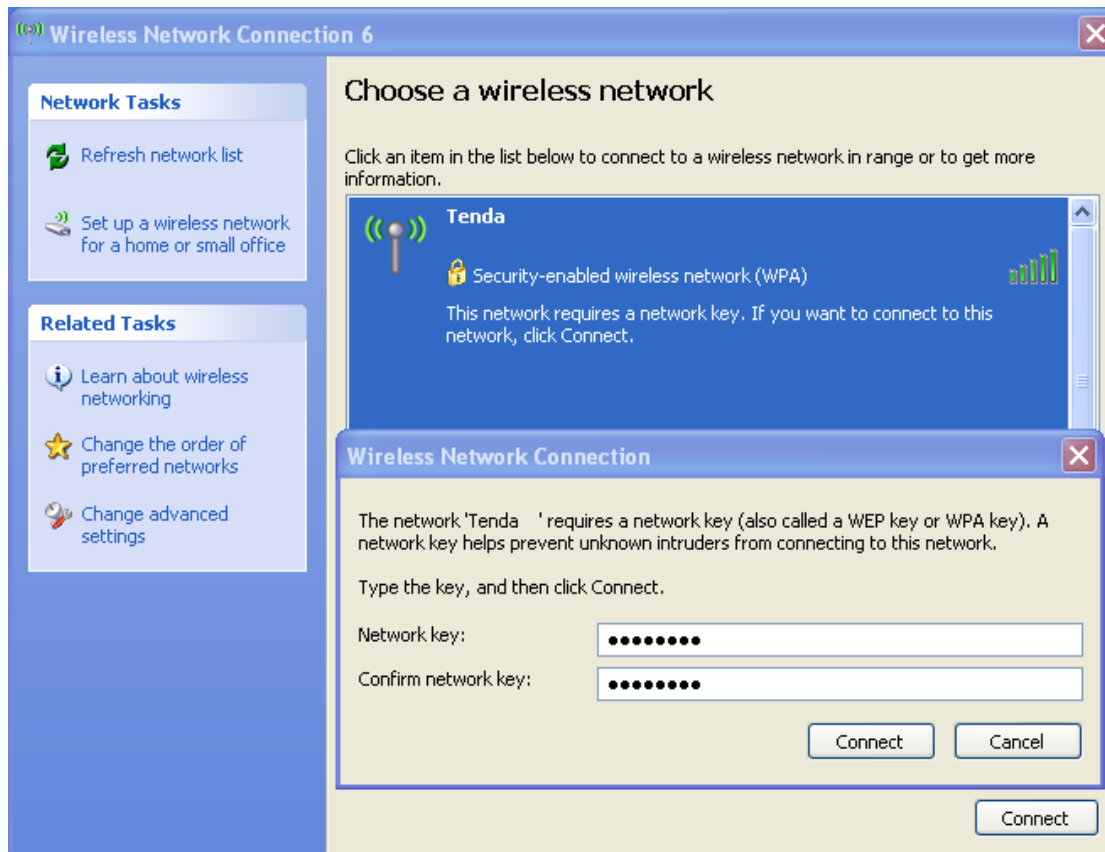 Wireless Network Connection 6
Network Tasks
Refresh network list
Set up a wireless network
for a home or small office
Related Tasks
Learn about wireless
networking
Change the order of
preferred networks
Change advanced
settings
Choose a wireless network
Click an item in the list below to connect to a wireless network in range or to get more
information.
Tenda
Security-enabled wireless network (WPA)
This network requires a network key. If you want to connect to this
network, click Connect.
Wireless Network Connection
The network 'Tenda   ' requires a network key (also called a WEP key or WPA key). A
network key helps prevent unknown intruders from connecting to this network.
Type the key, and then click Connect.
Network key: ••••••••
Confirm network key: ••••••••
Connect Cancel
Connect